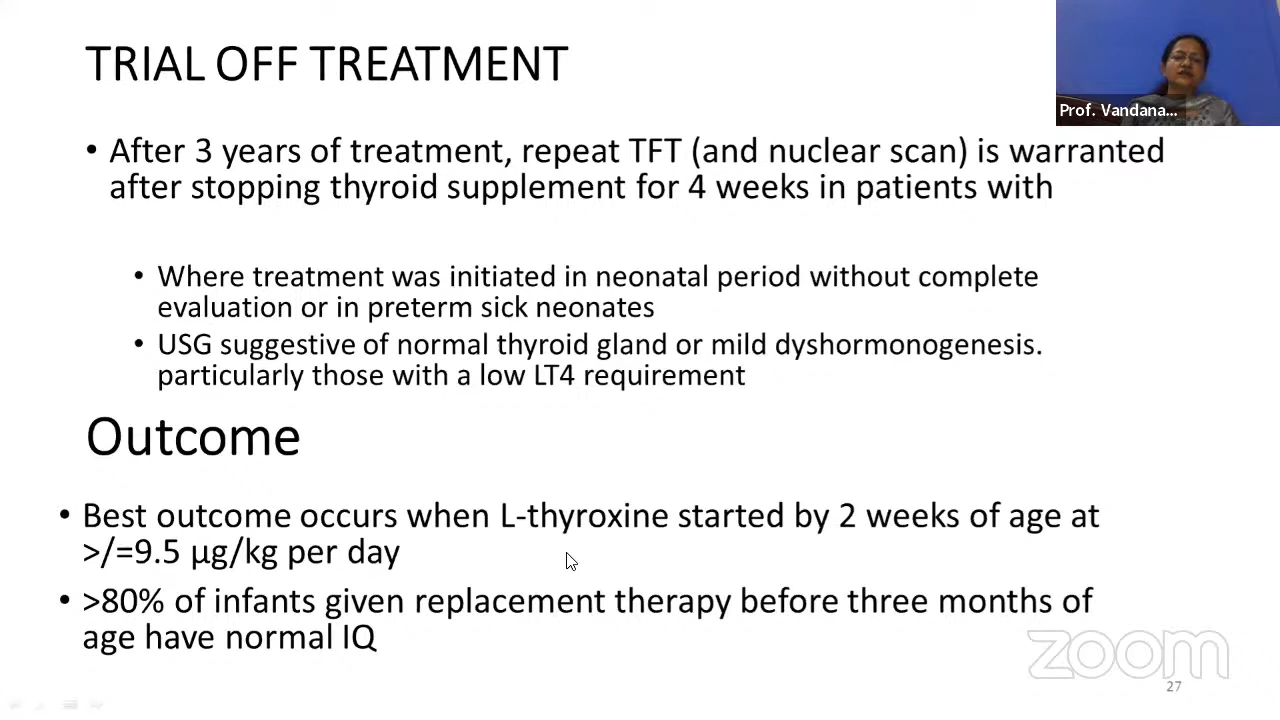 TRIAL OFF TREATMENT
Prof. Vandana...
• After 3 years of treatment, repeat TFT (and nuclear scan) is warranted
after stopping thyroid supplement for 4 weeks in patients with
• Where treatment was initiated in neonatal period without complete
evaluation or in preterm sick neonates
• USG suggestive of normal thyroid gland or mild dyshormonogenesis.
particularly those with a low LT4 requirement
Outcome
• Best outcome occurs when L-thyroxine started by 2 weeks of age at
>/=9.5 µg/kg per day
• >80% of infants given replacement therapy before three months of
age have normal IQ
zoom
27